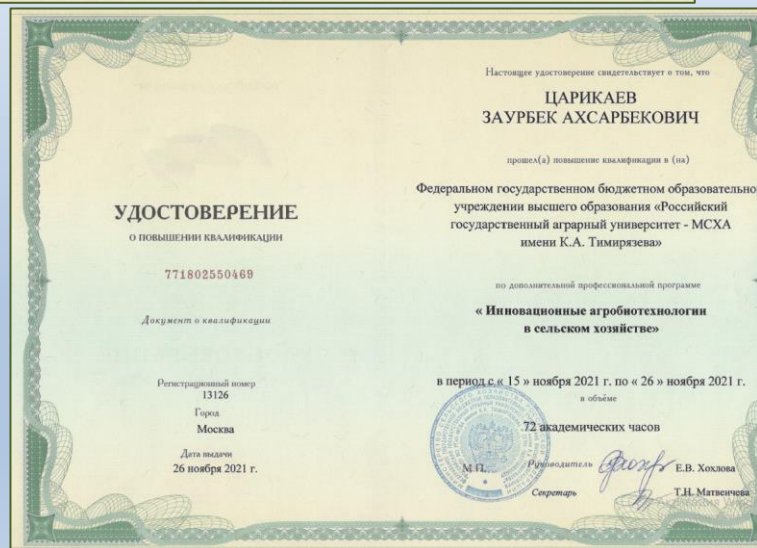 УДОСТОВЕРЕНИЕ
О ПОВЫШЕНИИ КВАЛИФИКАЦИИ
771802550469
Документ о квалификации
Регистрационный номер
13126
Город
Москва
Дата выдачи
26 ноября 2021 г.
Настоящее удостоверение свидетельствует о том, что
ЦАРИКАЕВ
ЗАУРБЕК АХСАРБЕКОВИЧ
прошел(а) повышение квалификации в (на)
Федеральном государственном бюджетном образовательно
учреждении высшего образования «Российский
государственный аграрный университет - МСХА
имени К.А. Тимирязева»
по дополнительной профессиональной программе
« Инновационные агробиотехнологии
в сельском хозяйстве»
в период с « 15 » ноября 2021 г. по « 26 » ноября 2021 г.
в объёме
72 академических часов
М.П.
Руководитель Е.В. Хохлова
Секретарь Т.Н. Матвеичева